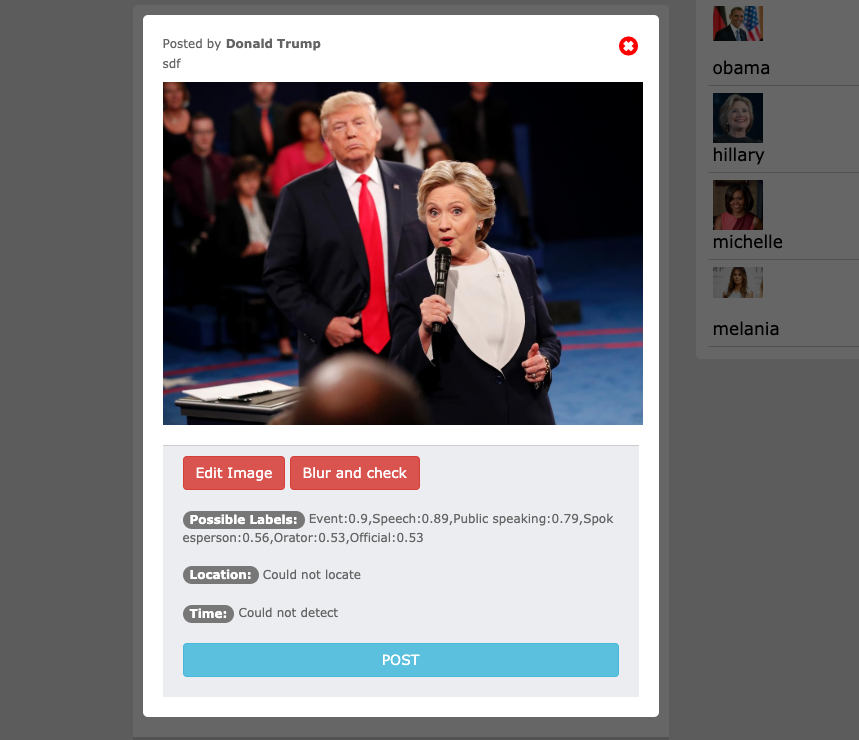 Posted by Donald Trump
sdf
Edit Image
Blur and check
Possible Labels: Event:0.9,Speech:0.89,Public speaking:0.79,Spok
esperson:0.56,Orator:0.53,Official:0.53
Location: Could not locate
Time: Could not detect
POST
obama
hillary
michelle
melania